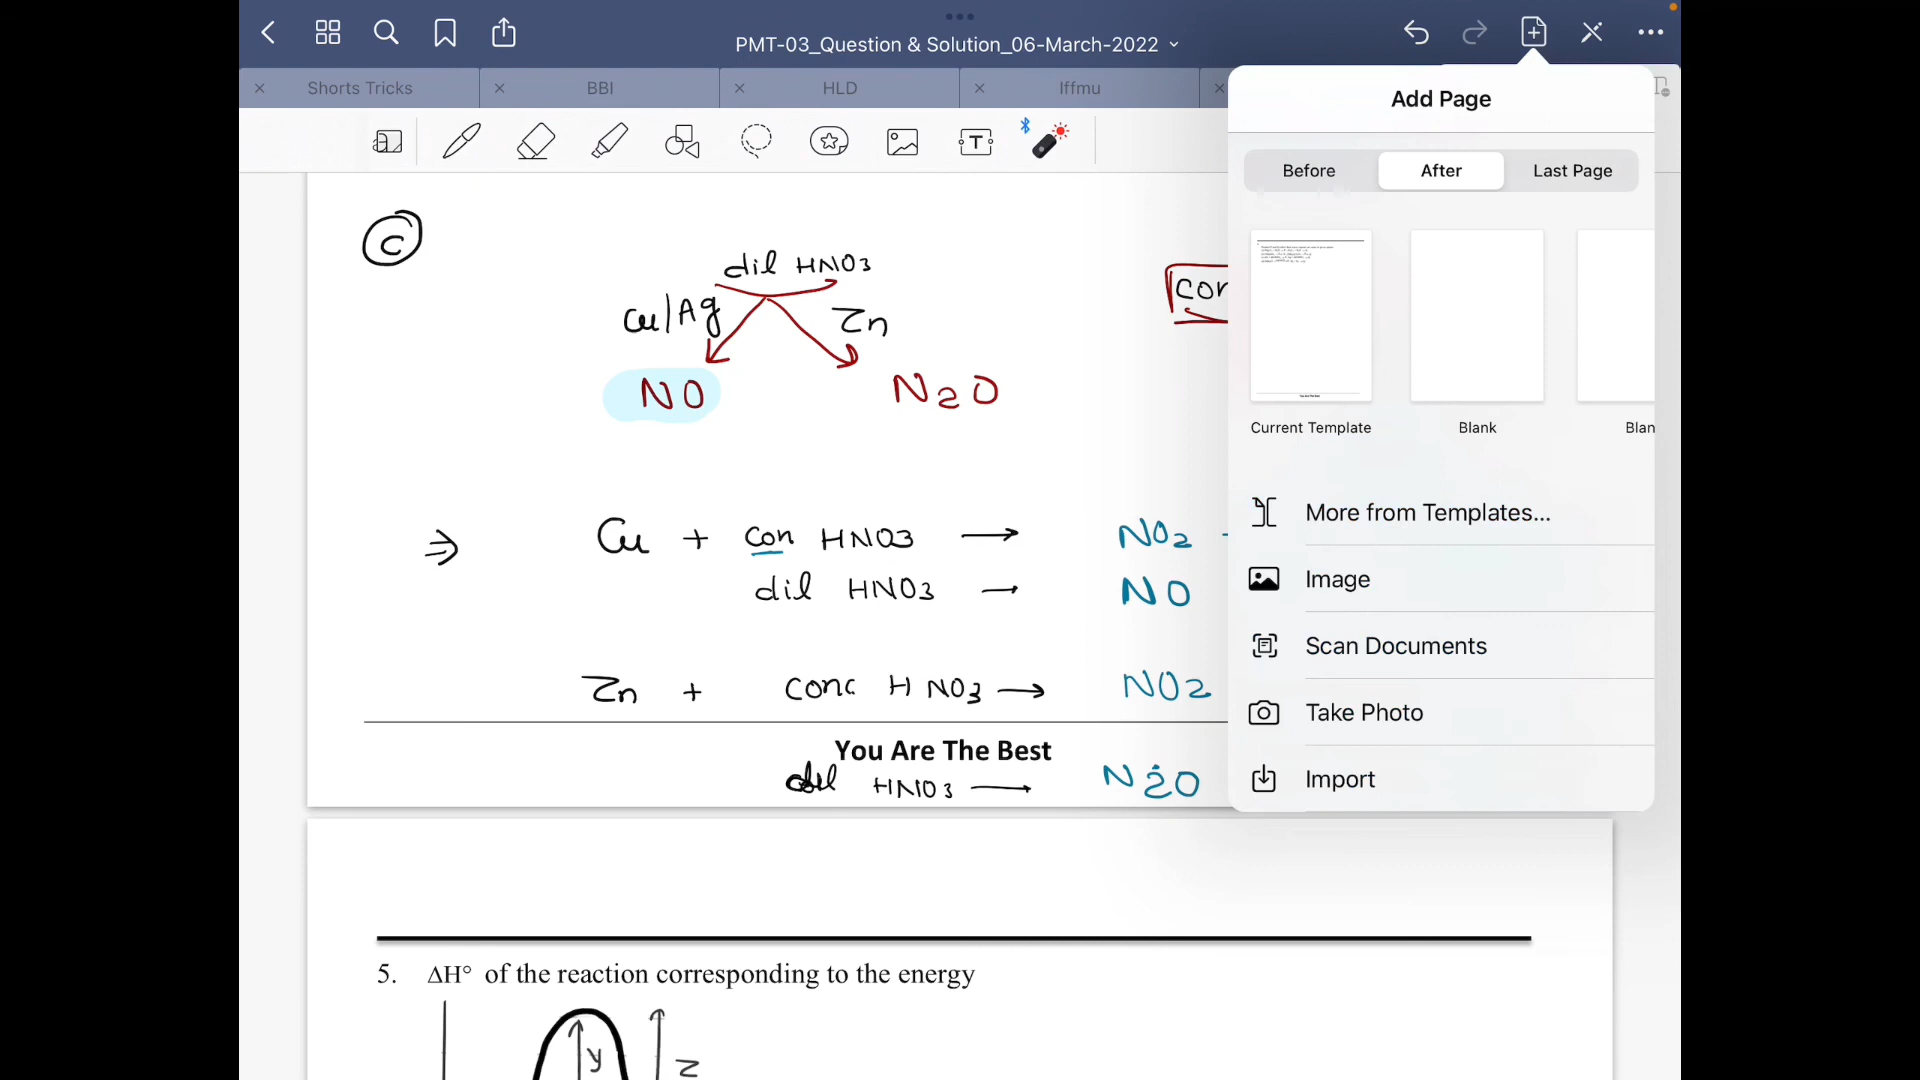 PMT-03_Question & Solution_06-March-2022
Shorts Tricks
BBI
HLD
Iffmu
Add Page
Before
After
Last Page
T
C
dil HNO3
Cu/Ag
Zn
NO
N2O
con
Current Template
Blank
Blan
Cu + con HNO3 → NO2
dil HNO3 → NO
Zn + conc HNO3 → NO2
You Are The Best
dil HNO3 → N2O
More from Templates...
Image
Scan Documents
Take Photo
Import
5. ΔH° of the reaction corresponding to the energy
y
Z